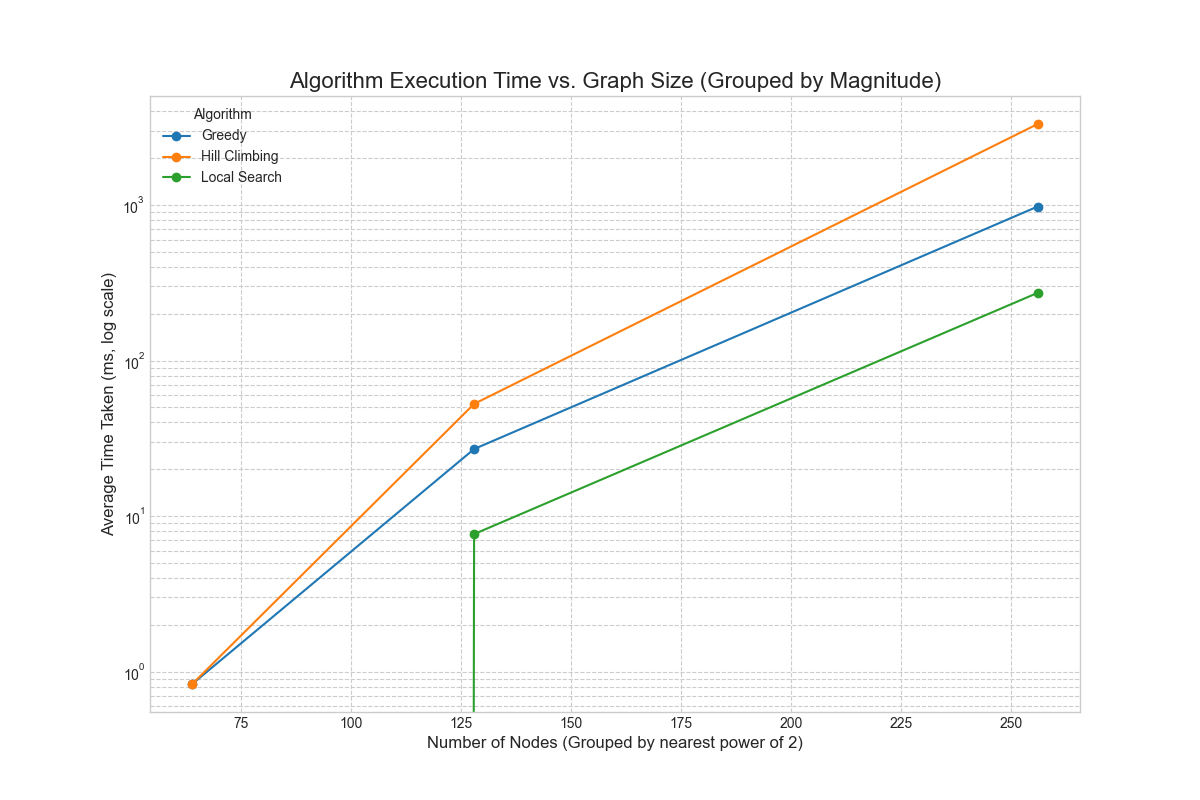 Algorithm Execution Time vs. Graph Size (Grouped by Magnitude)
Algorithm
Greedy
Hill Climbing
Local Search
Average Time Taken (ms, log scale)
10³
10²
10¹
10⁰
75 100 125 150 175 200 225 250
Number of Nodes (Grouped by nearest power of 2)